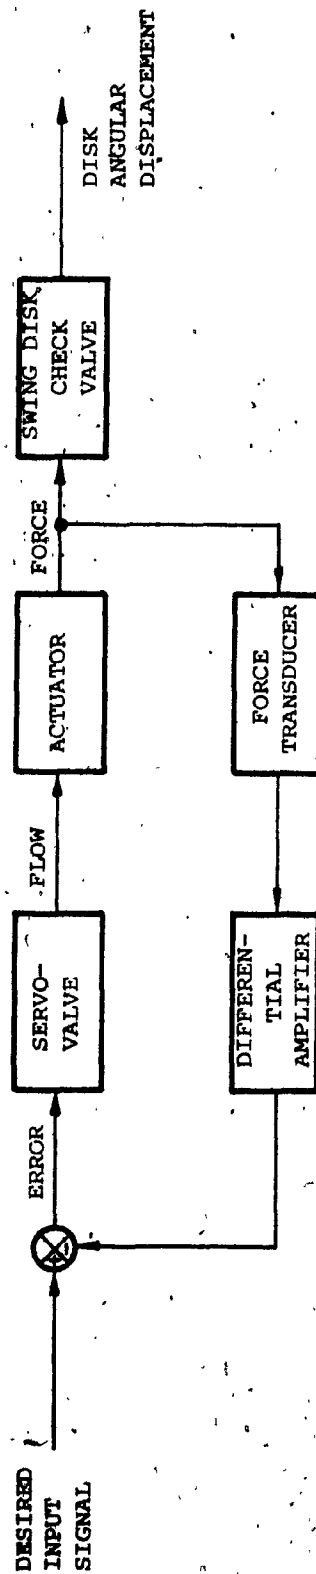 DESIRED
INPUT
SIGNAL
ERROR
SERVO-
VALVE
FLOW
ACTUATOR
FORCE
SWING DISK
CHECK
VALVE
DISK
ANGULAR
DISPLACEMENT
FORCE
TRANSDUCER
DIFFEREN-
TIAL
AMPLIFIER